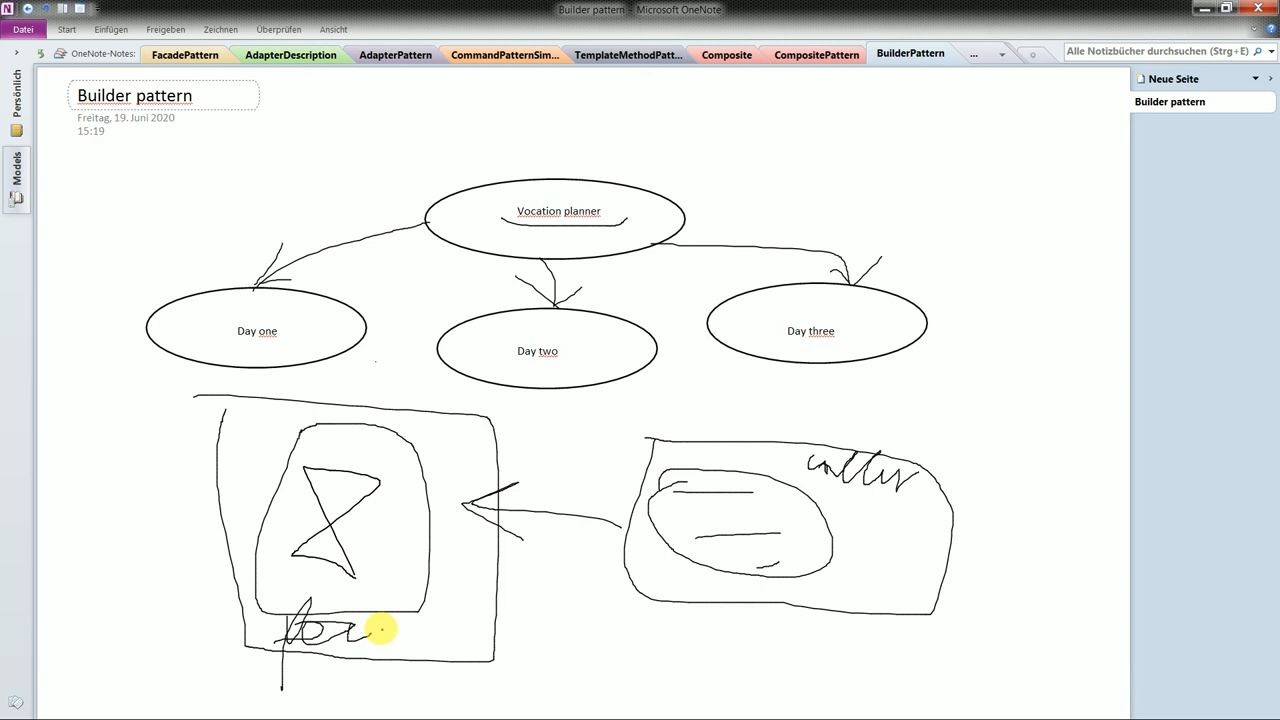 Builder pattern - Microsoft OneNote
Datei Start Einfügen Freigeben Zeichnen Überprüfen Ansicht
OneNote-Notes: FacadePattern AdapterDescription AdapterPattern CommandPatternSim... TemplateMethodPatt... Composite CompositePattern BuilderPattern ... Alle Notizbücher durchsuchen (Strg+E)
Persönlich
Models
Neue Seite
Builder pattern
Builder pattern
Freitag, 19. Juni 2020
15:19
Vocation planner
Day one
Day two
Day three